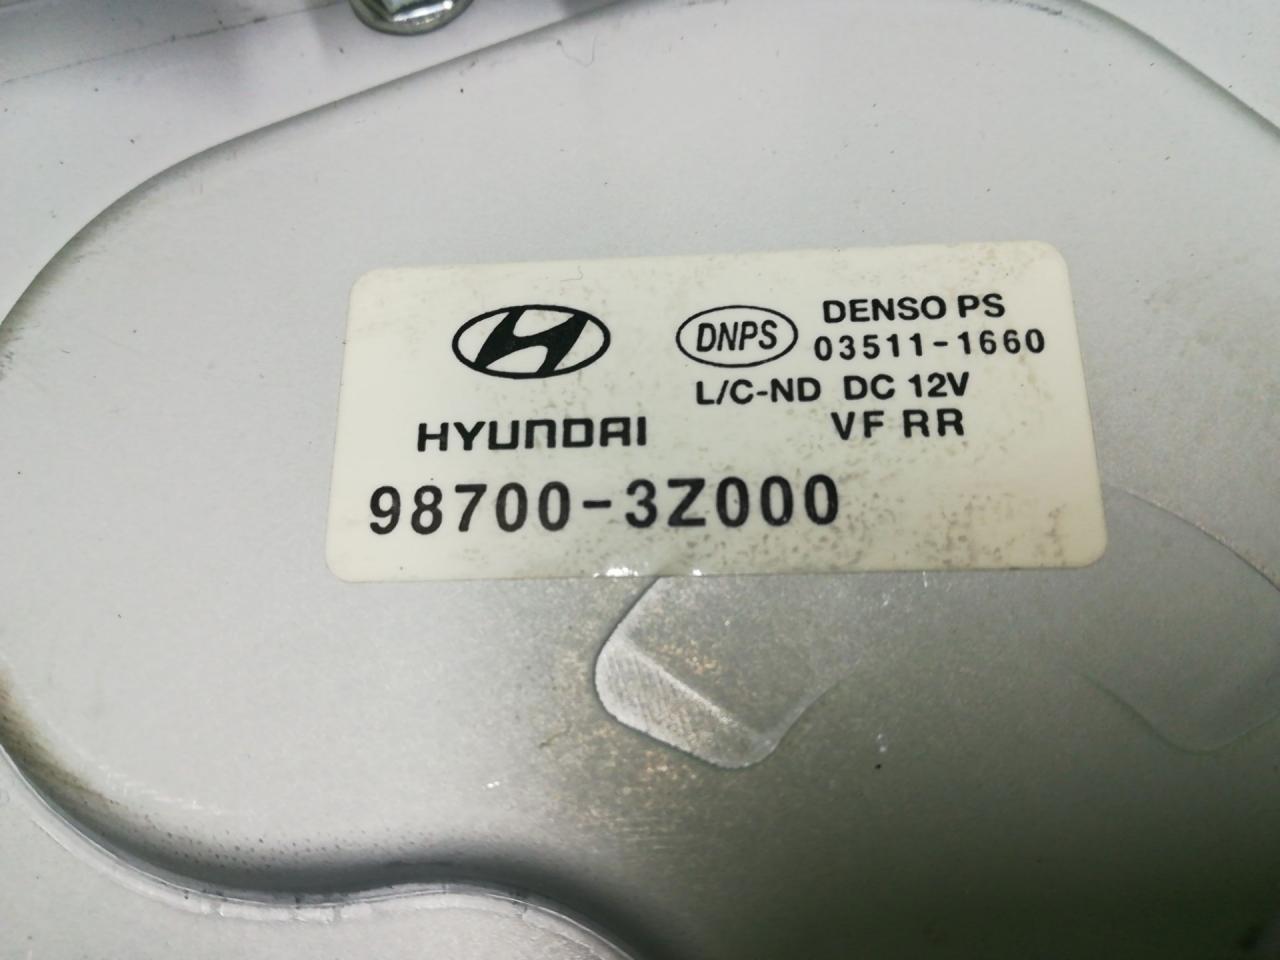 DENSO PS
DNPS 03511-1660
L/C-ND DC 12V
HYUNDAI VF RR
98700-3Z000